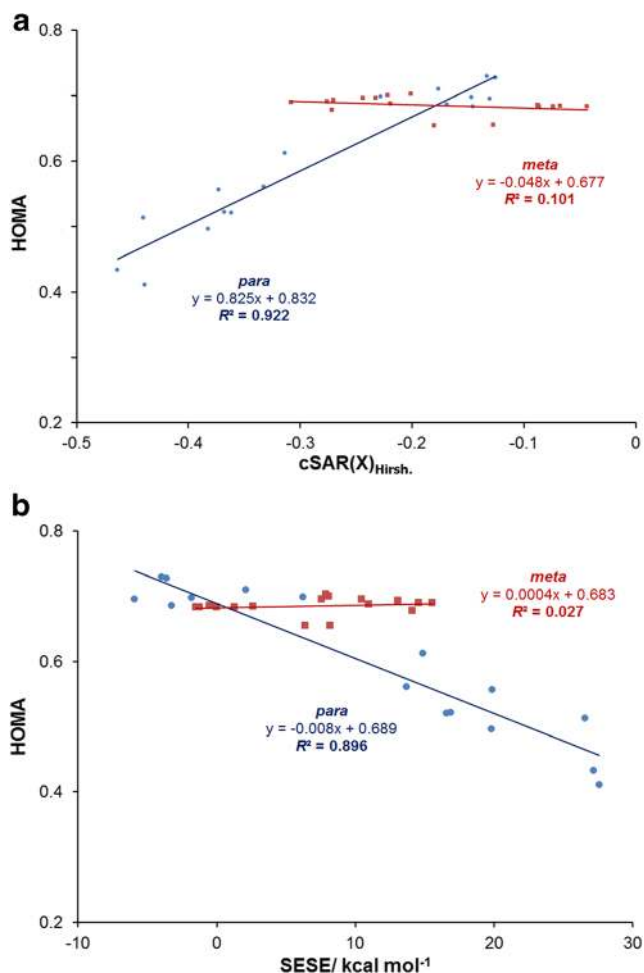 a
0.8
0.6
0.4
0.2
HOMA
meta
y = -0.048x + 0.677
R² = 0.101
para
y = 0.825x + 0.832
R² = 0.922
-0.5 -0.4 -0.3 -0.2 -0.1 0
cSAR(X)Hirsh.
b
0.8
0.6
0.4
0.2
HOMA
meta
y = 0.0004x + 0.683
R² = 0.027
para
y = -0.008x + 0.689
R² = 0.896
-10 0 10 20 30
SESE/ kcal mol⁻¹